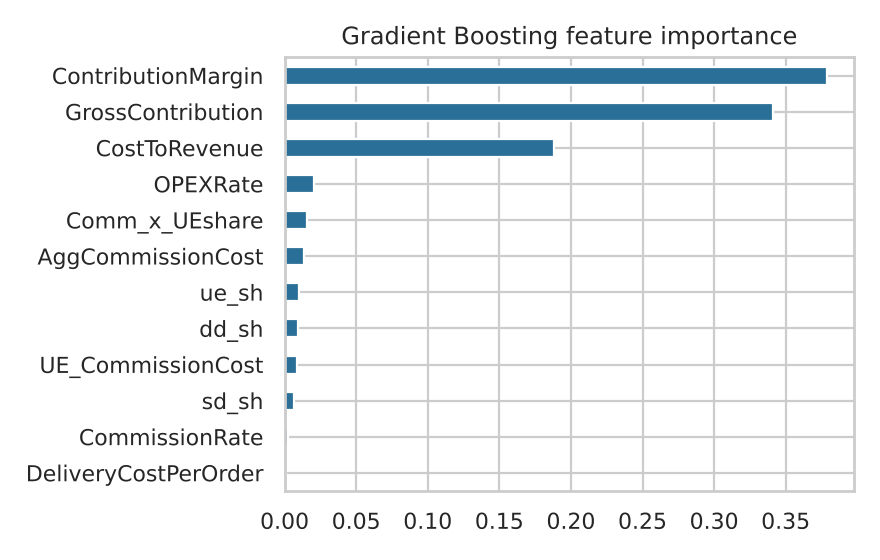 Gradient Boosting feature importance
ContributionMargin
GrossContribution
CostToRevenue
OPEXRate
Comm_x_UEshare
AggCommissionCost
ue_sh
dd_sh
UE_CommissionCost
sd_sh
CommissionRate
DeliveryCostPerOrder
0.00 0.05 0.10 0.15 0.20 0.25 0.30 0.35